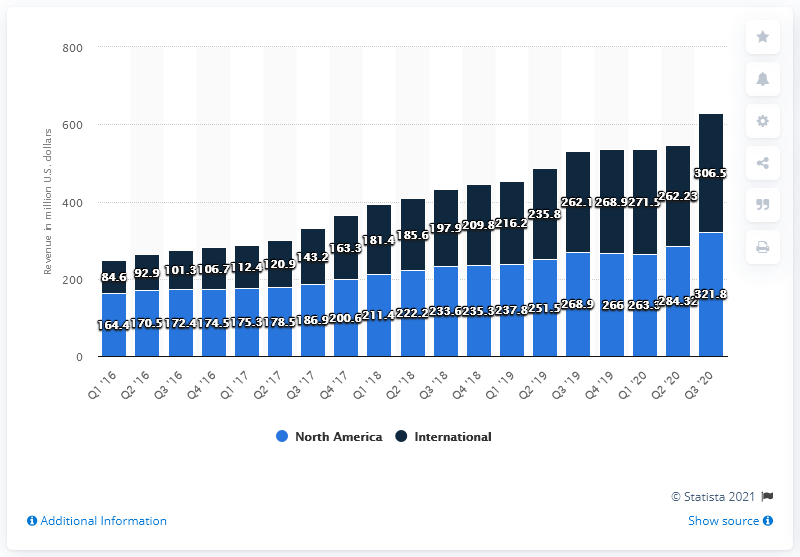 800
600
400
200
0
Revenue in million U.S. dollars
84.6 92.9 101.3 106.7 112.4 120.9 143.2 163.3 181.4 185.6 197.9 209.8 216.2 235.8 262.1 268.9 271.5 262.23 306.5
164.4 170.5 172.4 174.5 175.3 178.5 186.9 200.6 211.4 222.2 233.6 235.3 237.8 251.5 268.9 266 263.3 284.32 321.8
Q1 '16 Q2 '16 Q3 '16 Q4 '16 Q1 '17 Q2 '17 Q3 '17 Q4 '17 Q1 '18 Q2 '18 Q3 '18 Q4 '18 Q1 '19 Q2 '19 Q3 '19 Q4 '19 Q1 '20 Q2 '20 Q3 '20
North America International
© Statista 2021
Additional Information Show source